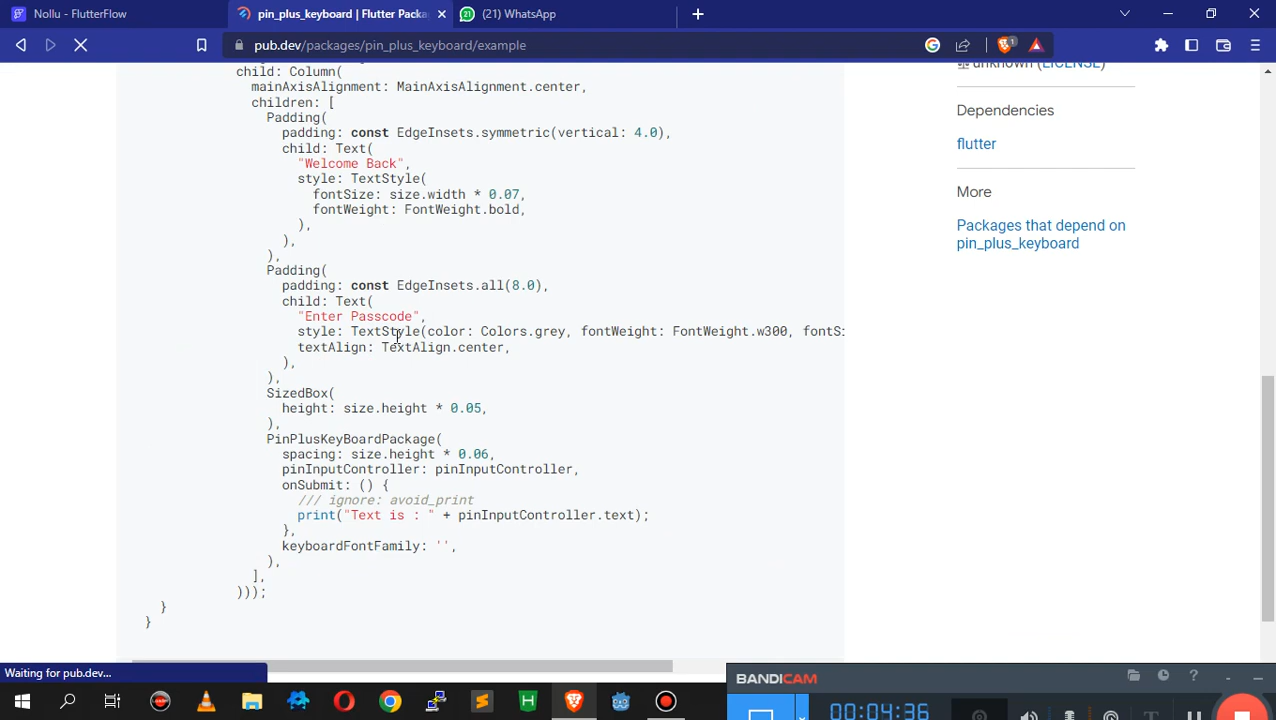 Nollu - FlutterFlow
pin_plus_keyboard | Flutter Packa
(21) WhatsApp
pub.dev/packages/pin_plus_keyboard/example
child: Column(
mainAxisAlignment: MainAxisAlignment.center,
children: [
Padding(
padding: const EdgeInsets.symmetric(vertical: 4.0),
child: Text(
"Welcome Back",
style: TextStyle(
fontSize: size.width * 0.07,
fontWeight: FontWeight.bold,
),
),
),
Padding(
padding: const EdgeInsets.all(8.0),
child: Text(
"Enter Passcode",
style: TextStyle(color: Colors.grey, fontWeight: FontWeight.w300, fontSi
textAlign: TextAlign.center,
),
),
SizedBox(
height: size.height * 0.05,
),
PinPlusKeyBoardPackage(
spacing: size.height * 0.06,
pinInputController: pinInputController,
onSubmit: () {
/// ignore: avoid_print
print("Text is : " + pinInputController.text);
},
keyboardFontFamily: '',
),
],
)));
}
}
unknown (LICENSE)
Dependencies
flutter
More
Packages that depend on
pin_plus_keyboard
Waiting for pub.dev...
BANDICAM
00:04:36